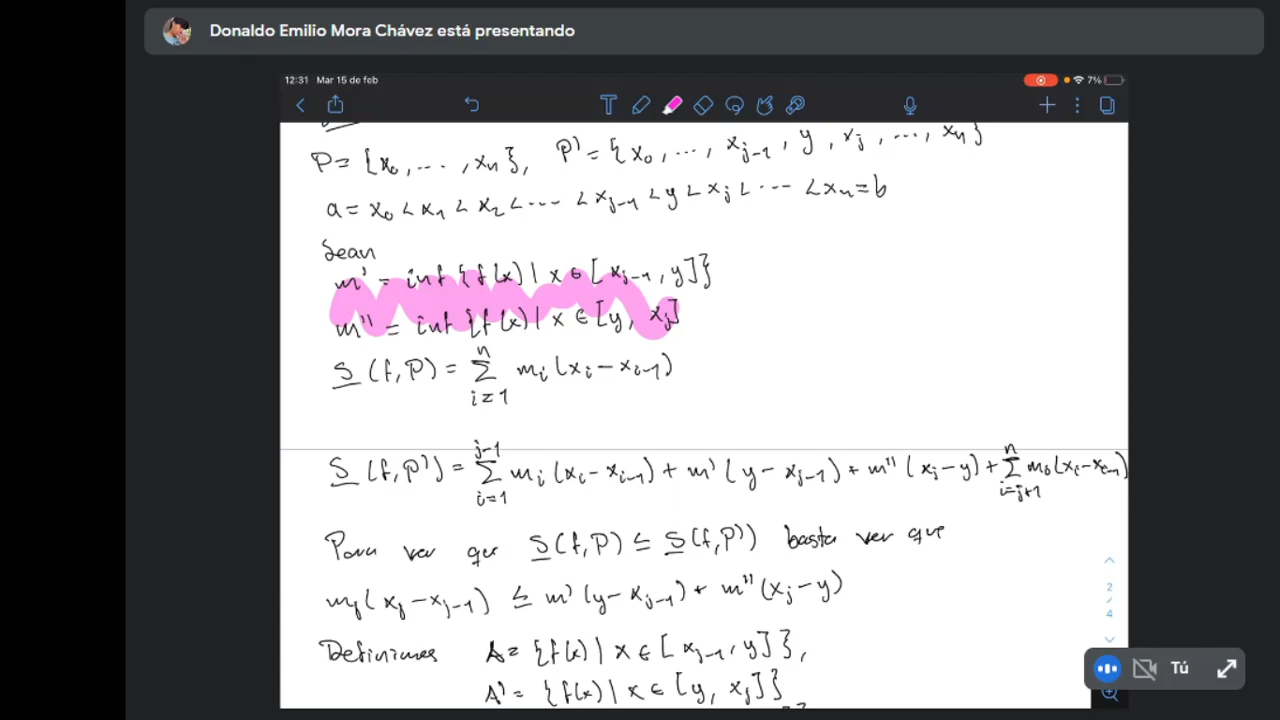 Donaldo Emilio Mora Chávez está presentando
12:31 Mar 15 de feb 7%
P = {x₀, ..., xₙ}, P' = {x₀, ..., xⱼ₋₁, y, xⱼ, ..., xₙ}
a = x₀ < x₁ < x₂ < ... < xⱼ₋₁ < y < xⱼ < ... < xₙ = b
Sean
m' = inf {f(x) | x ∈ [xⱼ₋₁, y]}
m'' = inf {f(x) | x ∈ [y, xⱼ]
S (f, P) = Σ_{i=1}^{n} mᵢ (xᵢ − xᵢ₋₁)
S (f, P') = Σ_{i=1}^{j-1} mᵢ (xᵢ − xᵢ₋₁) + m' (y − xⱼ₋₁) + m'' (xⱼ − y) + Σ_{i=j+1}^{n} mᵢ (xᵢ − xᵢ₋₁)
Para ver que S(f, P) ≤ S(f, P') basta ver que
mⱼ (xⱼ − xⱼ₋₁) ≤ m' (y − xⱼ₋₁) + m'' (xⱼ − y)
Definimos A = {f(x) | x ∈ [xⱼ₋₁, y]},
A' = {f(x) | x ∈ [y, xⱼ]}
2
/
4
Tú